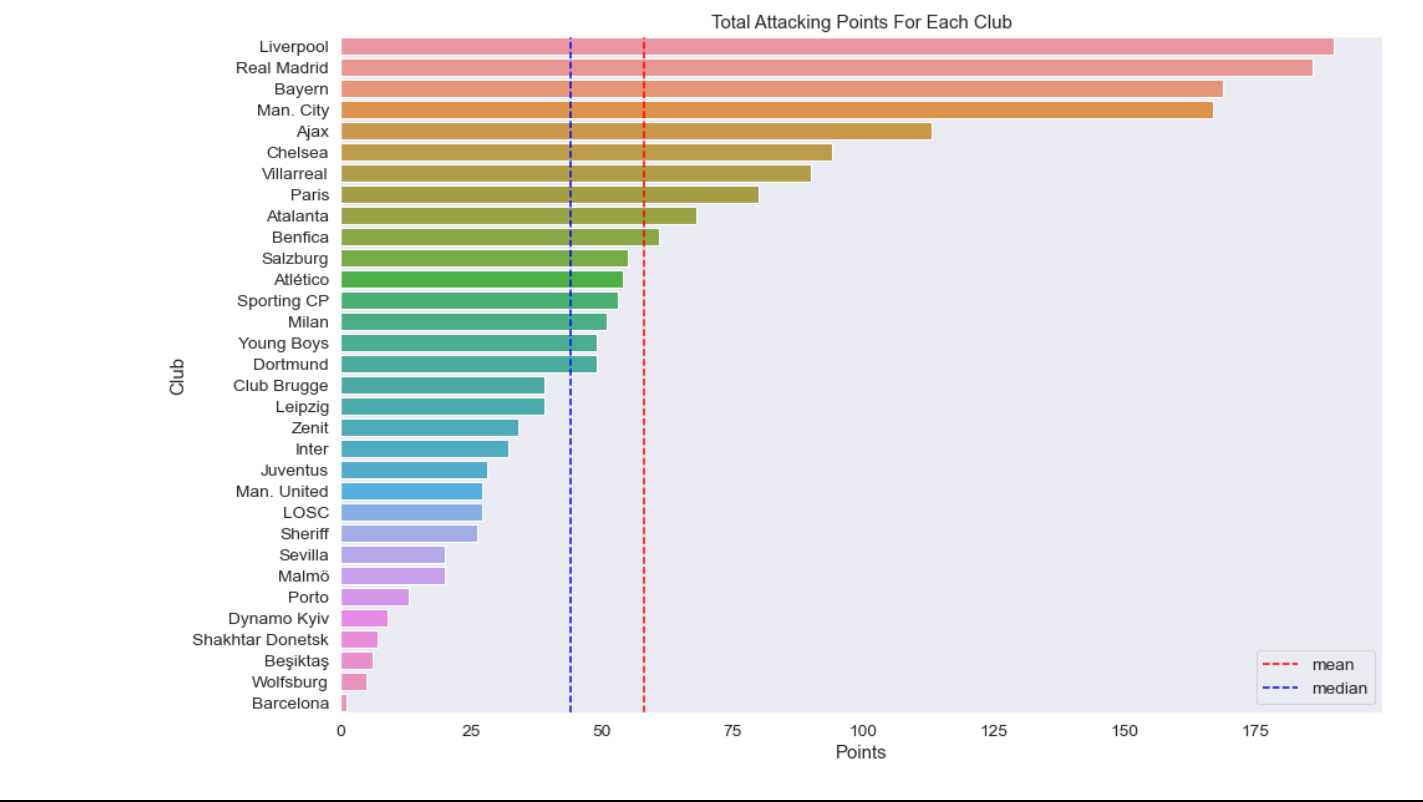 Total Attacking Points For Each Club
Club
Liverpool
Real Madrid
Bayern
Man. City
Ajax
Chelsea
Villarreal
Paris
Atalanta
Benfica
Salzburg
Atlético
Sporting CP
Milan
Young Boys
Dortmund
Club Brugge
Leipzig
Zenit
Inter
Juventus
Man. United
LOSC
Sheriff
Sevilla
Malmö
Porto
Dynamo Kyiv
Shakhtar Donetsk
Beşiktaş
Wolfsburg
Barcelona
mean
median
0 25 50 75 100 125 150 175
Points